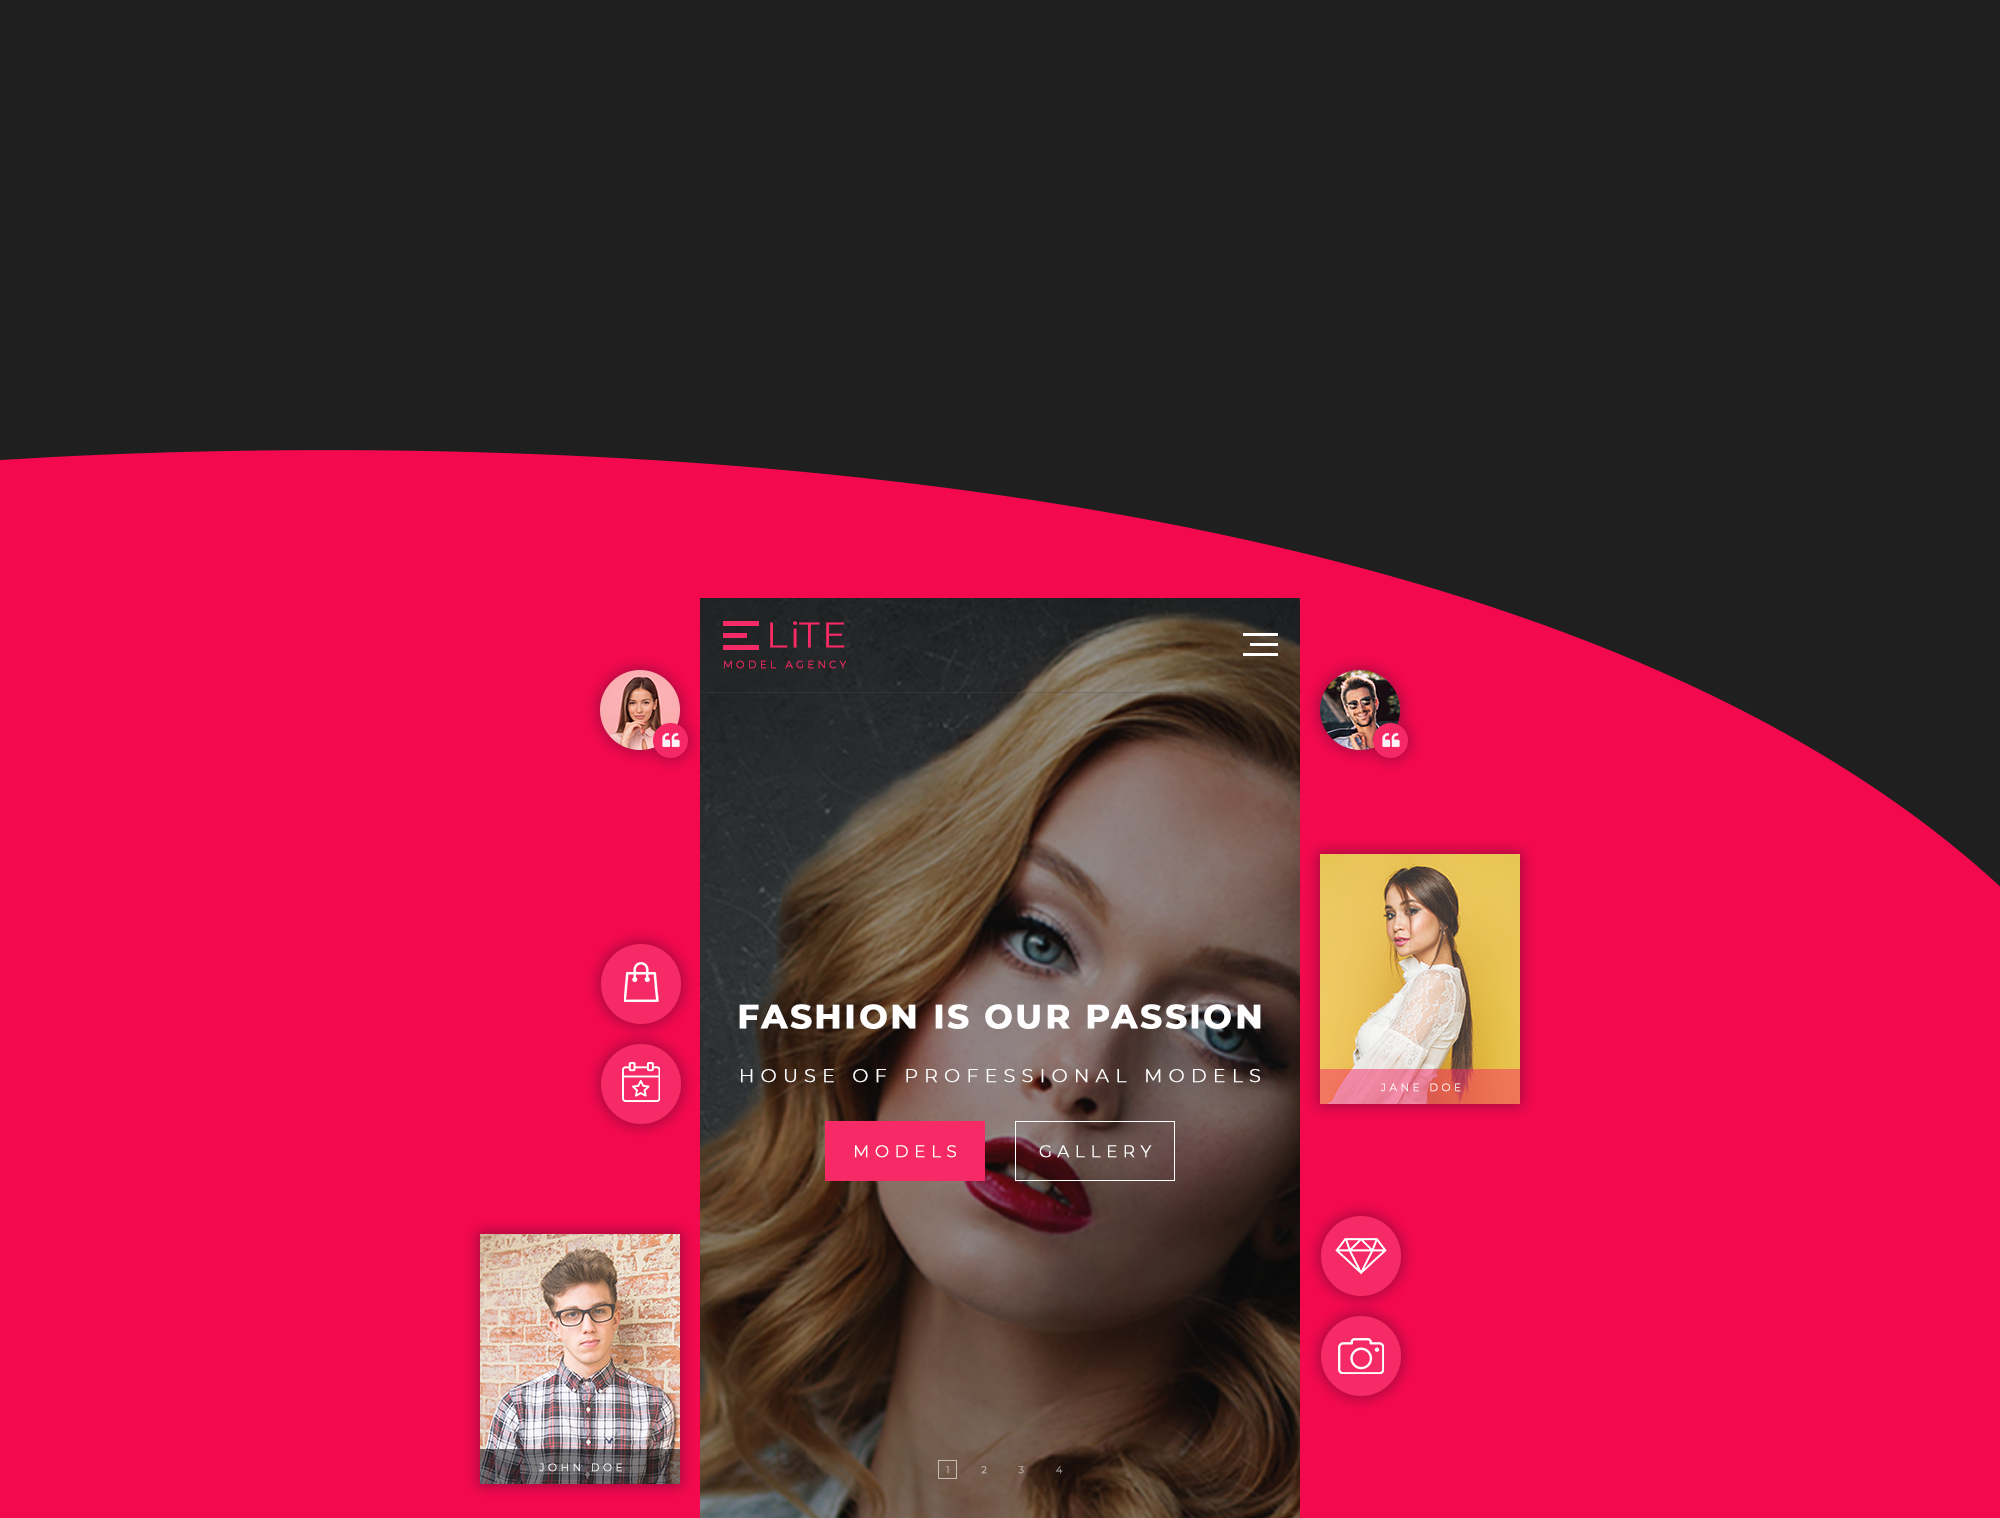 ELiTE
MODEL AGENCY
FASHION IS OUR PASSION
HOUSE OF PROFESSIONAL MODELS
MODELS
GALLERY
JANE DOE
JOHN DOE
1 2 3 4